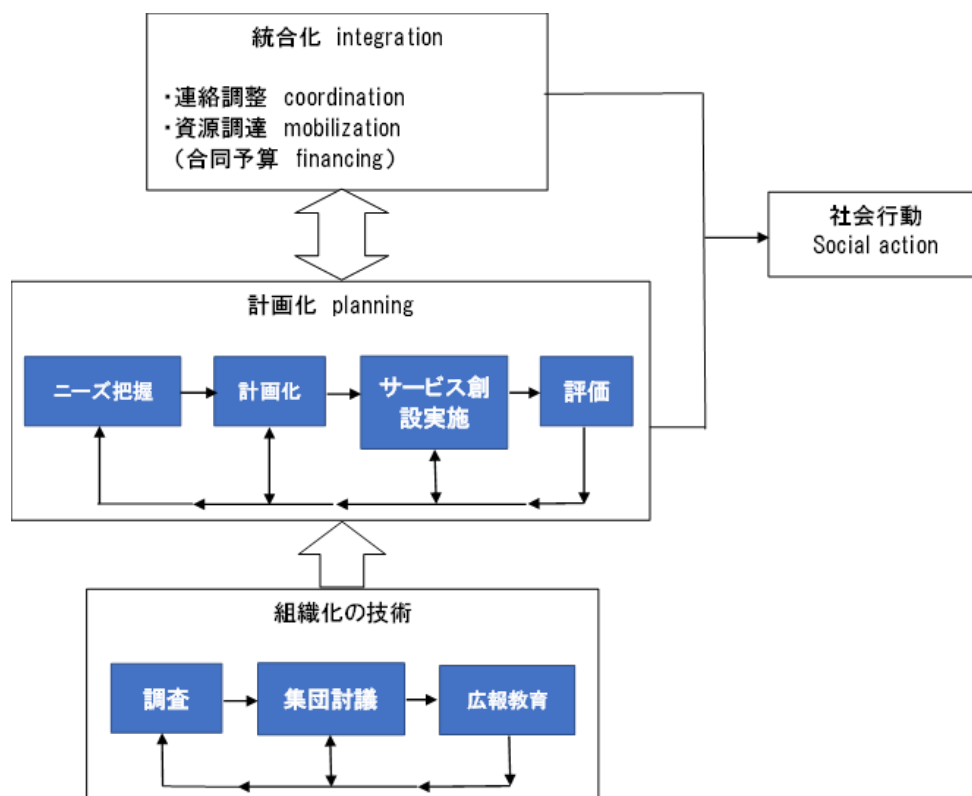 統合化 integration
・連絡調整 coordination
・資源調達 mobilization
(合同予算 financing)
社会行動
Social action
計画化 planning
ニーズ把握
計画化
サービス創
設実施
評価
組織化の技術
調査
集団討議
広報教育